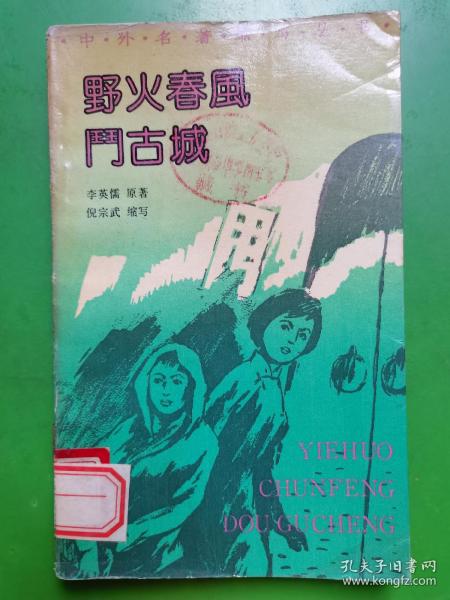 中·外·名·著
野火春風
鬥古城
李英儒 原著
倪宗武 缩写
YEHUO
CHUNFENG
DOU GUCHENG
孔夫子旧书网
www.kongfz.com